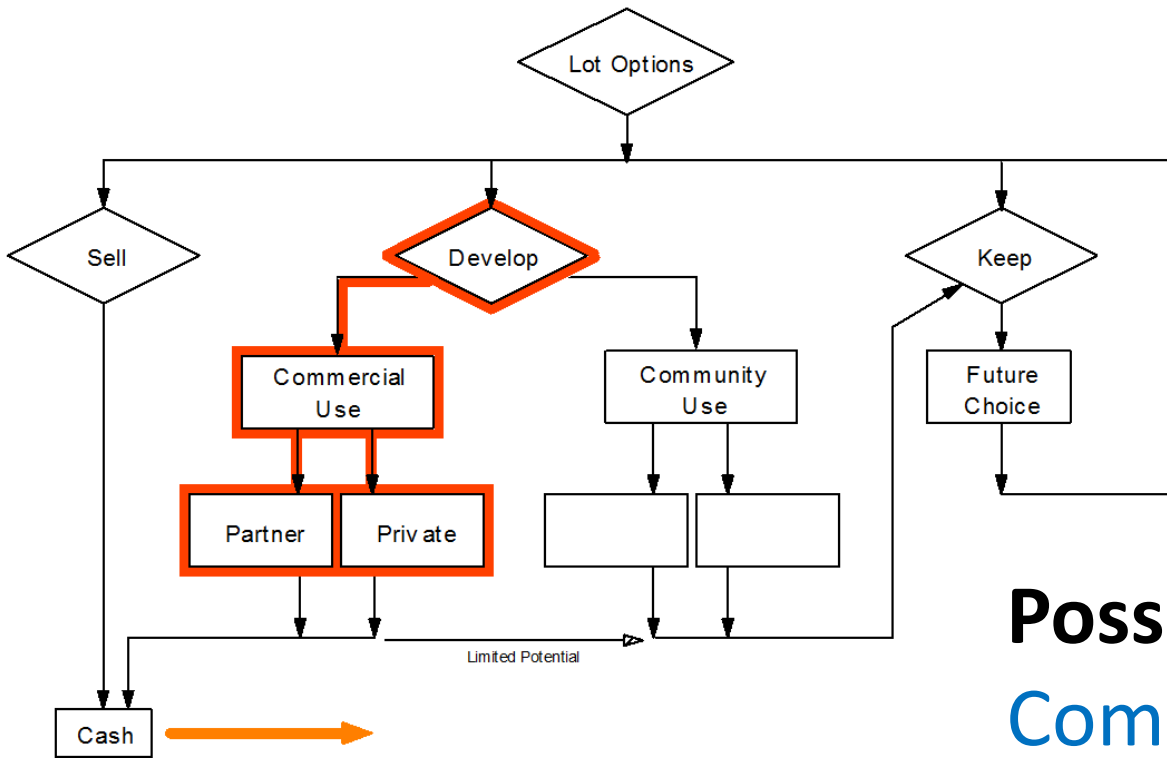 Lot Options
Sell
Develop
Keep
Commercial
Use
Community
Use
Future
Choice
Partner
Private
Limited Potential
Cash
Poss
Com